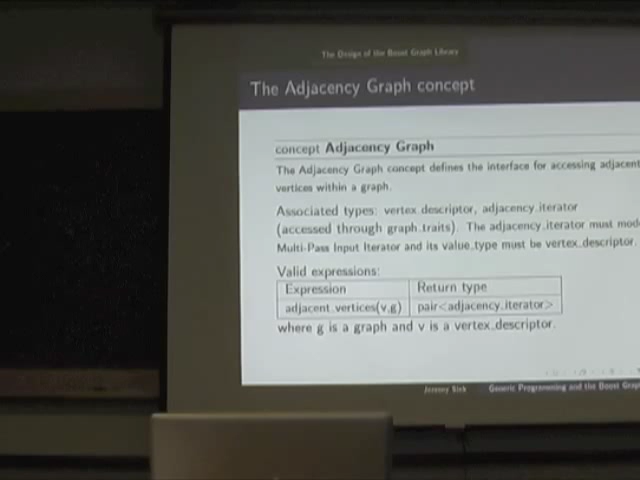 The Design of the Boost Graph Library
The Adjacency Graph concept
concept Adjacency Graph
The Adjacency Graph concept defines the interface for accessing adjacent
vertices within a graph.
Associated types: vertex_descriptor, adjacency_iterator
(accessed through graph_traits). The adjacency_iterator must mod
Multi-Pass Input Iterator and its value_type must be vertex_descriptor.
Valid expressions:
Expression Return type
adjacent_vertices(v,g) pair<adjacency_iterator>
where g is a graph and v is a vertex_descriptor.
Jeremy Siek Generic Programming and the Boost Grap